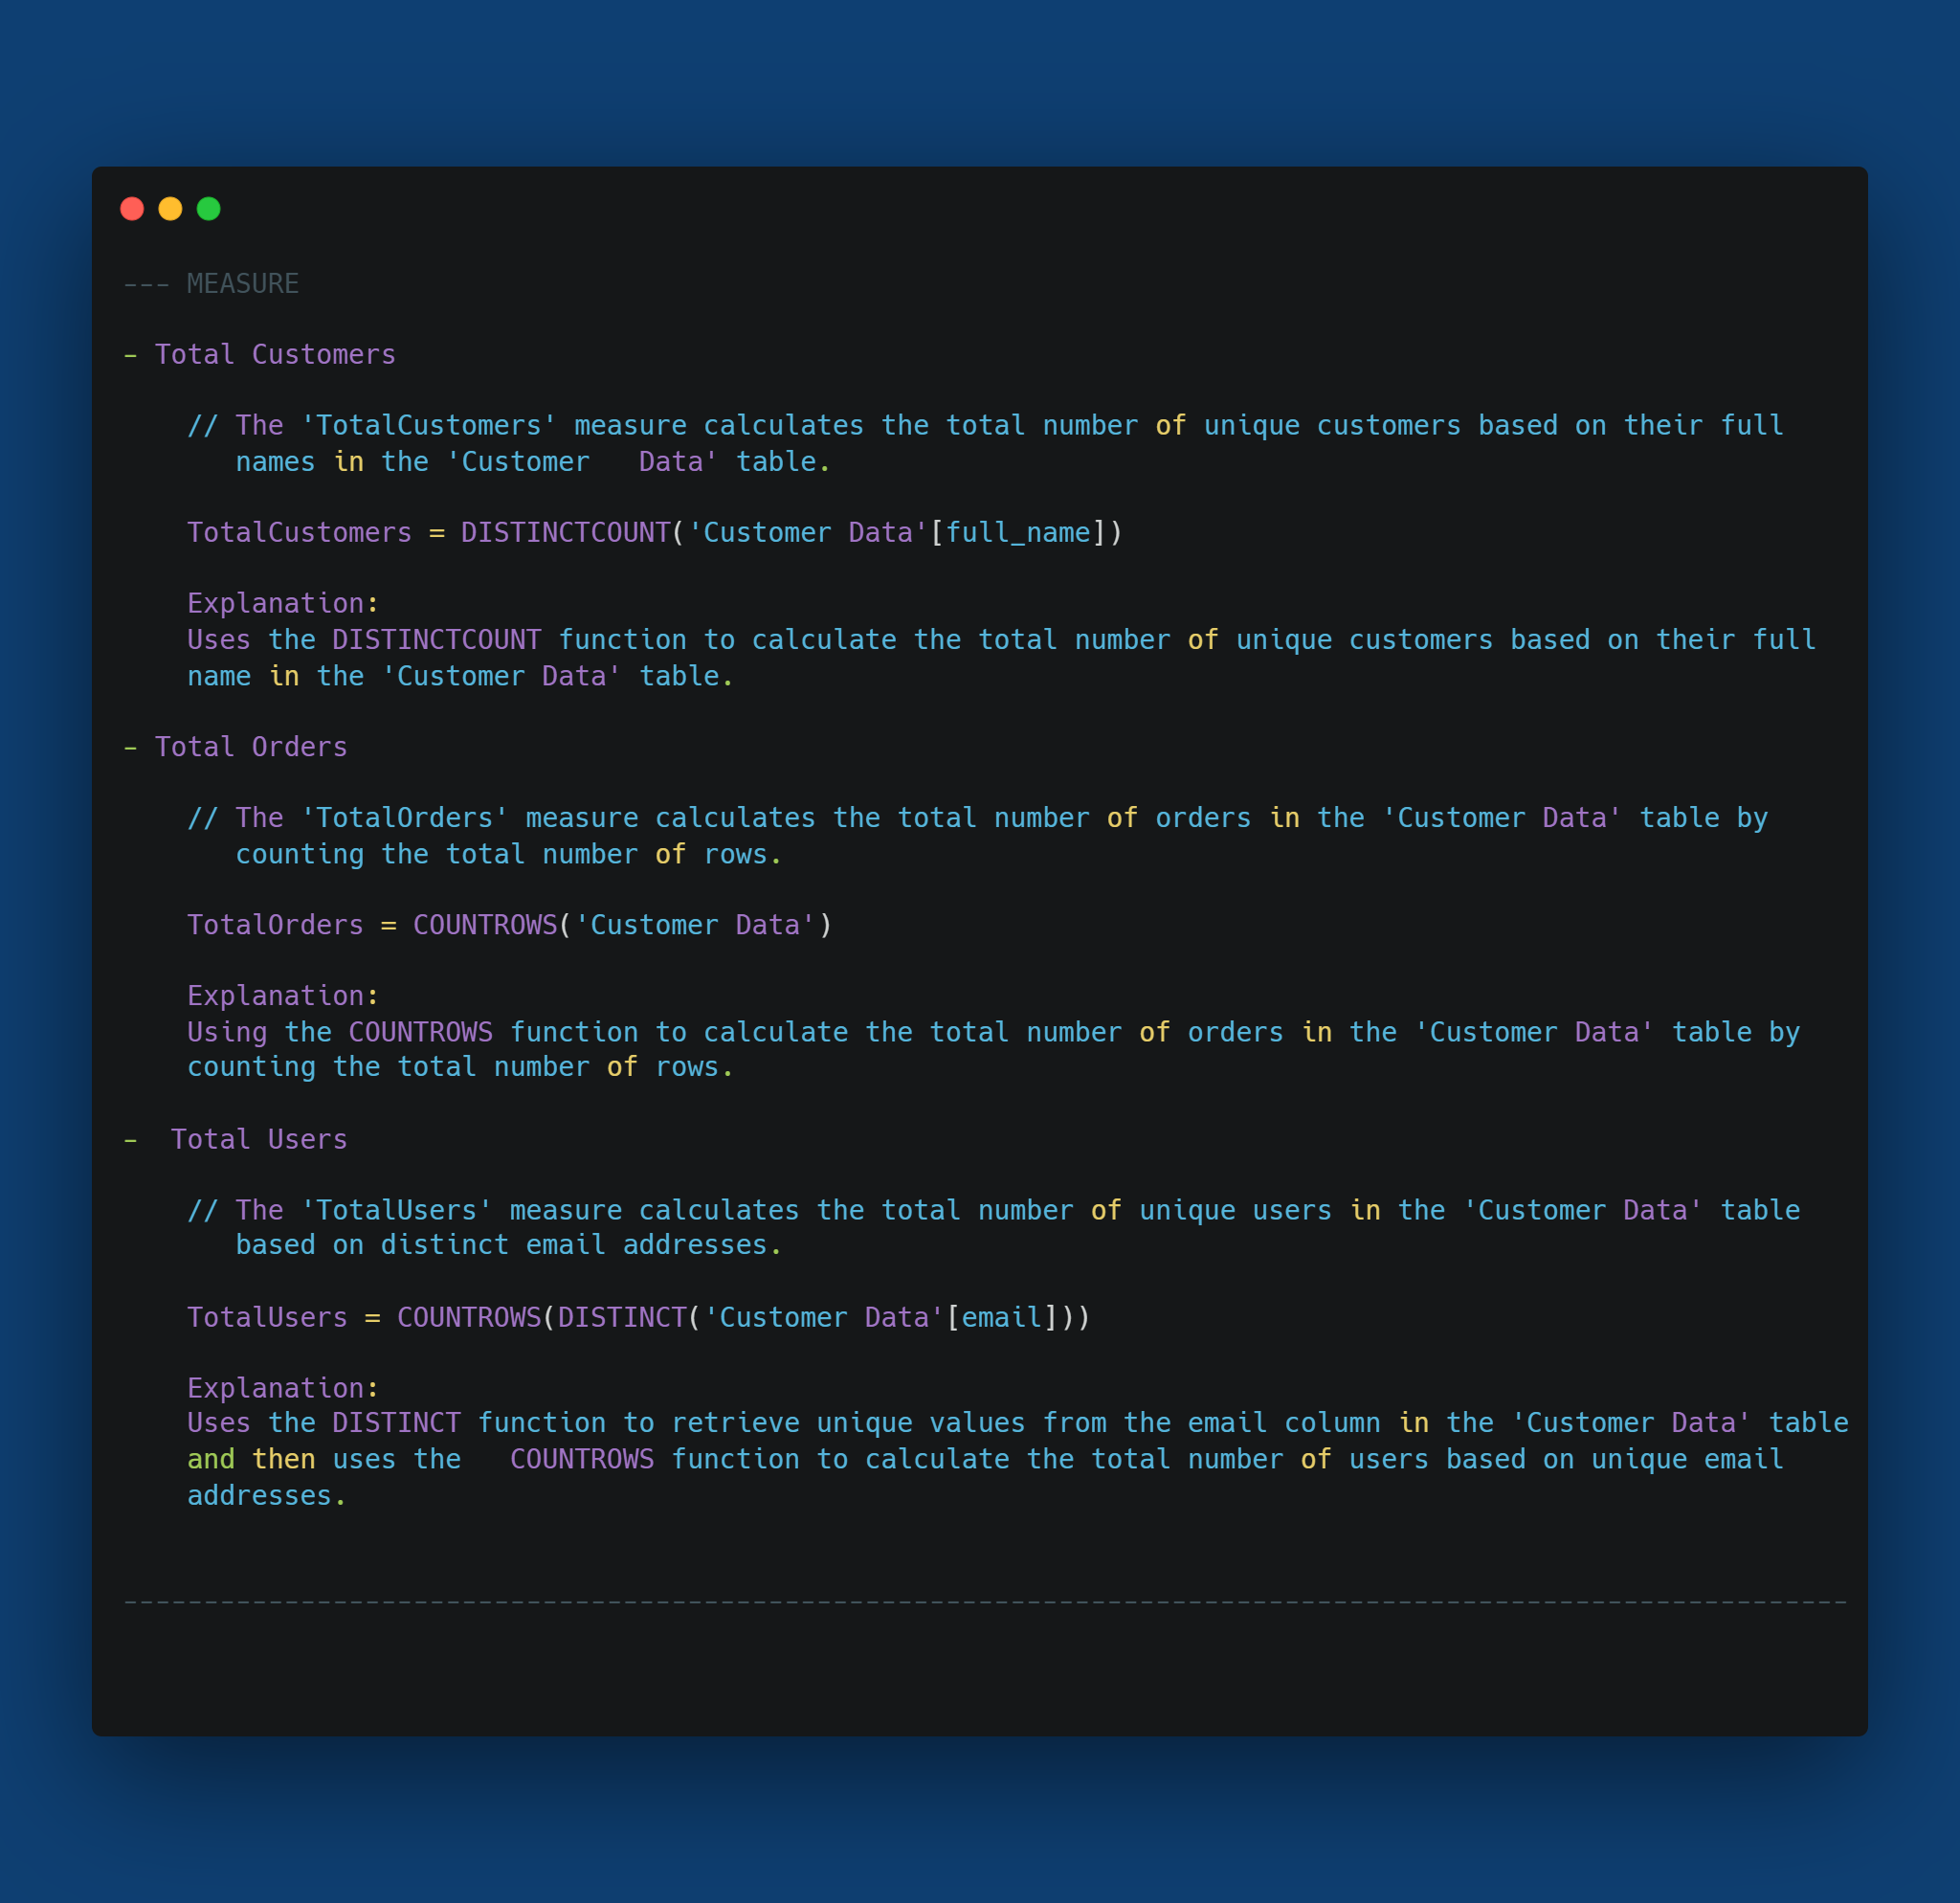 --- MEASURE
- Total Customers
// The 'TotalCustomers' measure calculates the total number of unique customers based on their full
names in the 'Customer   Data' table.
TotalCustomers = DISTINCTCOUNT('Customer Data'[full_name])
Explanation:
Uses the DISTINCTCOUNT function to calculate the total number of unique customers based on their full
name in the 'Customer Data' table.
- Total Orders
// The 'TotalOrders' measure calculates the total number of orders in the 'Customer Data' table by
counting the total number of rows.
TotalOrders = COUNTROWS('Customer Data')
Explanation:
Using the COUNTROWS function to calculate the total number of orders in the 'Customer Data' table by
counting the total number of rows.
-  Total Users
// The 'TotalUsers' measure calculates the total number of unique users in the 'Customer Data' table
based on distinct email addresses.
TotalUsers = COUNTROWS(DISTINCT('Customer Data'[email]))
Explanation:
Uses the DISTINCT function to retrieve unique values from the email column in the 'Customer Data' table
and then uses the   COUNTROWS function to calculate the total number of users based on unique email
addresses.
-----------------------------------------------------------------------------------------------------------